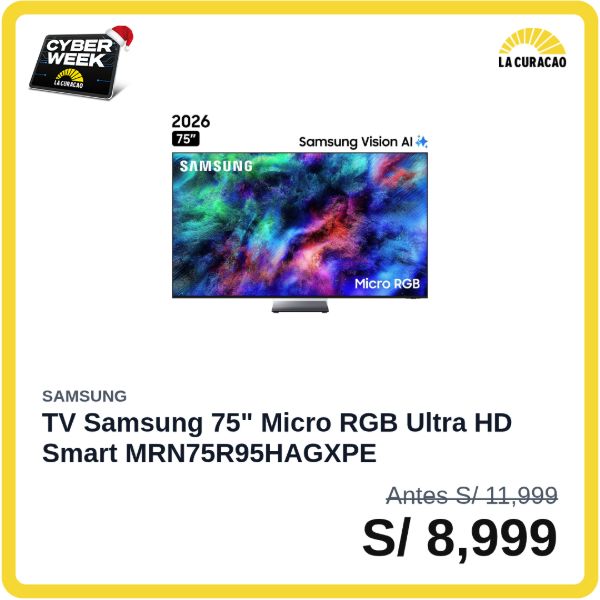 CYBER
WEEK
LA CURACAO
LA CURACAO
2026
75"
Samsung Vision AI
SAMSUNG
Micro RGB
SAMSUNG
TV Samsung 75" Micro RGB Ultra HD
Smart MRN75R95HAGXPE
Antes S/ 11,999
S/ 8,999